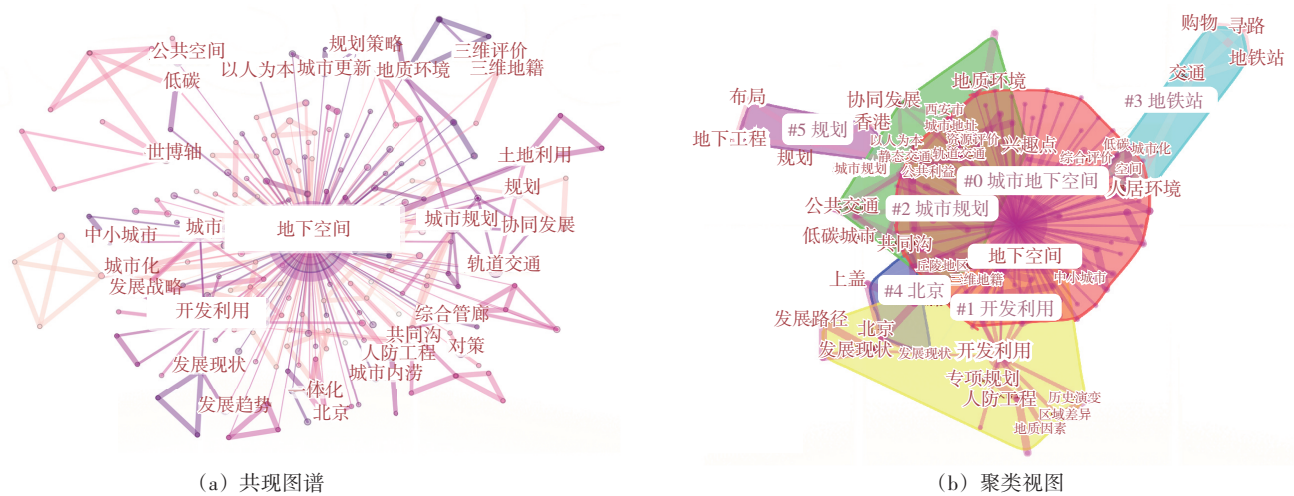 公共空间
规划策略
三维评价
低碳
以人为本
城市更新
地质环境
三维地籍
世博轴
土地利用
规划
中小城市
城市
地下空间
城市规划
协同发展
城市化
轨道交通
发展战略
开发利用
综合管廊
共同沟
对策
人防工程
发展现状
城市内涝
一体化
发展趋势
北京
(a) 共现图谱
购物
寻路
地铁站
交通
地质环境
#3 地铁站
布局
协同发展
西安市
香港
#5 规划
城市地址
地下工程
以人为本
资源评价
兴趣点
低碳
城市化
规划
静态交通
轨道交通
综合评价
城市规划
公共利益
空间
#0 城市地下空间
人居环境
公共交通
#2 城市规划
低碳城市
共同沟
地下空间
丘陵地区
上盖
三维地籍
中小城市
#4 北京
#1 开发利用
发展路径
北京
发展现状
发展现状
开发利用
专项规划
人防工程
历史演变
区域差异
地质因素
(b) 聚类视图